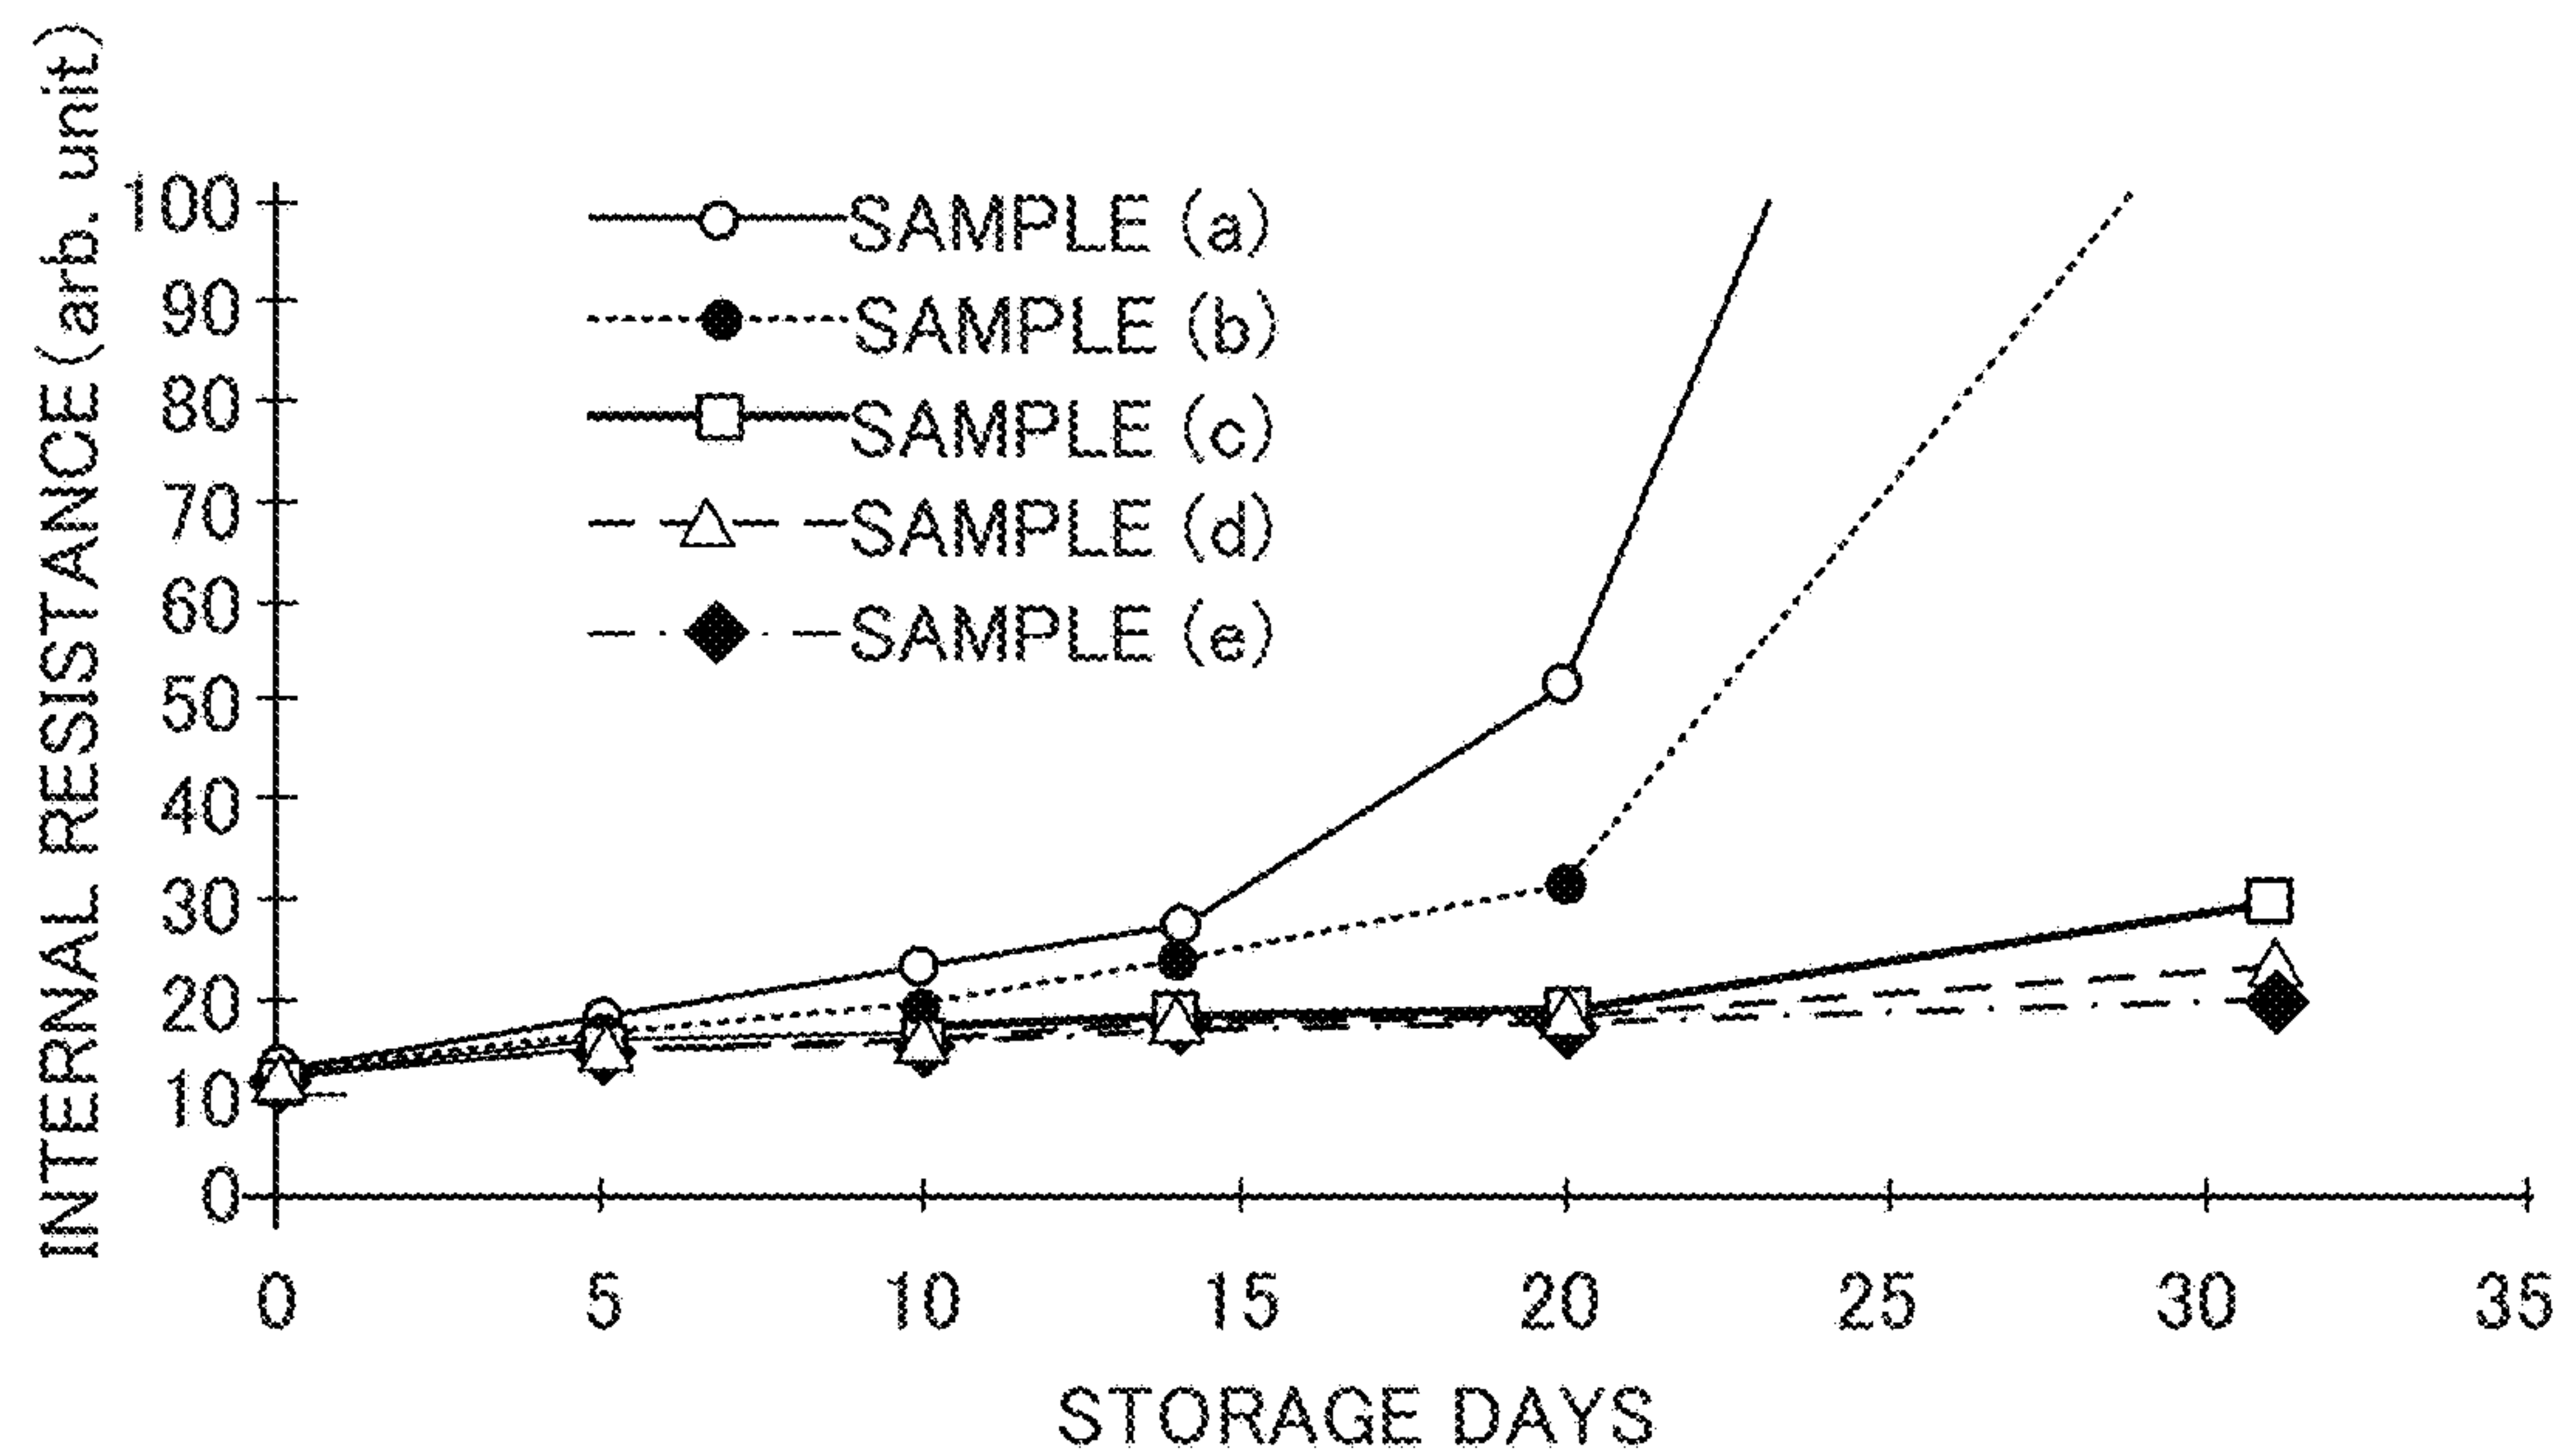 INTERNAL RESISTANCE (arb. unit)
100
90
80
70
60
50
40
30
20
10
0
SAMPLE (a)
SAMPLE (b)
SAMPLE (c)
SAMPLE (d)
SAMPLE (e)
0 5 10 15 20 25 30 35
STORAGE DAYS